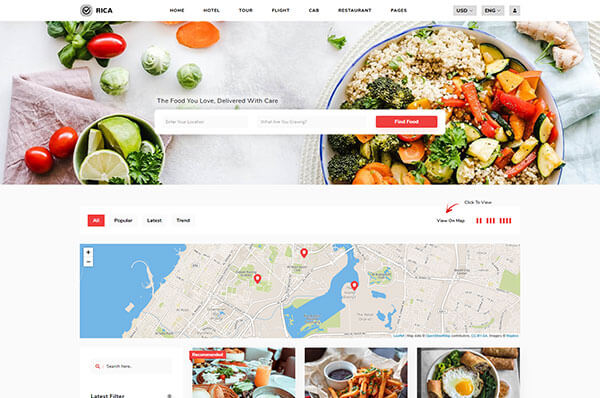 RICA
HOME HOTEL TOUR FLIGHT CAB RESTAURANT PAGES
USD ENG
The Food You Love, Delivered With Care
Enter Your Location What Are You Craving? Find Food
Click To View
All Popular Latest Trend View On Map
+
−
Leaflet | Map data © OpenStreetMap contributors, CC-BY-SA, Imagery © Mapbox
Search here..
Recommended
Latest Filter